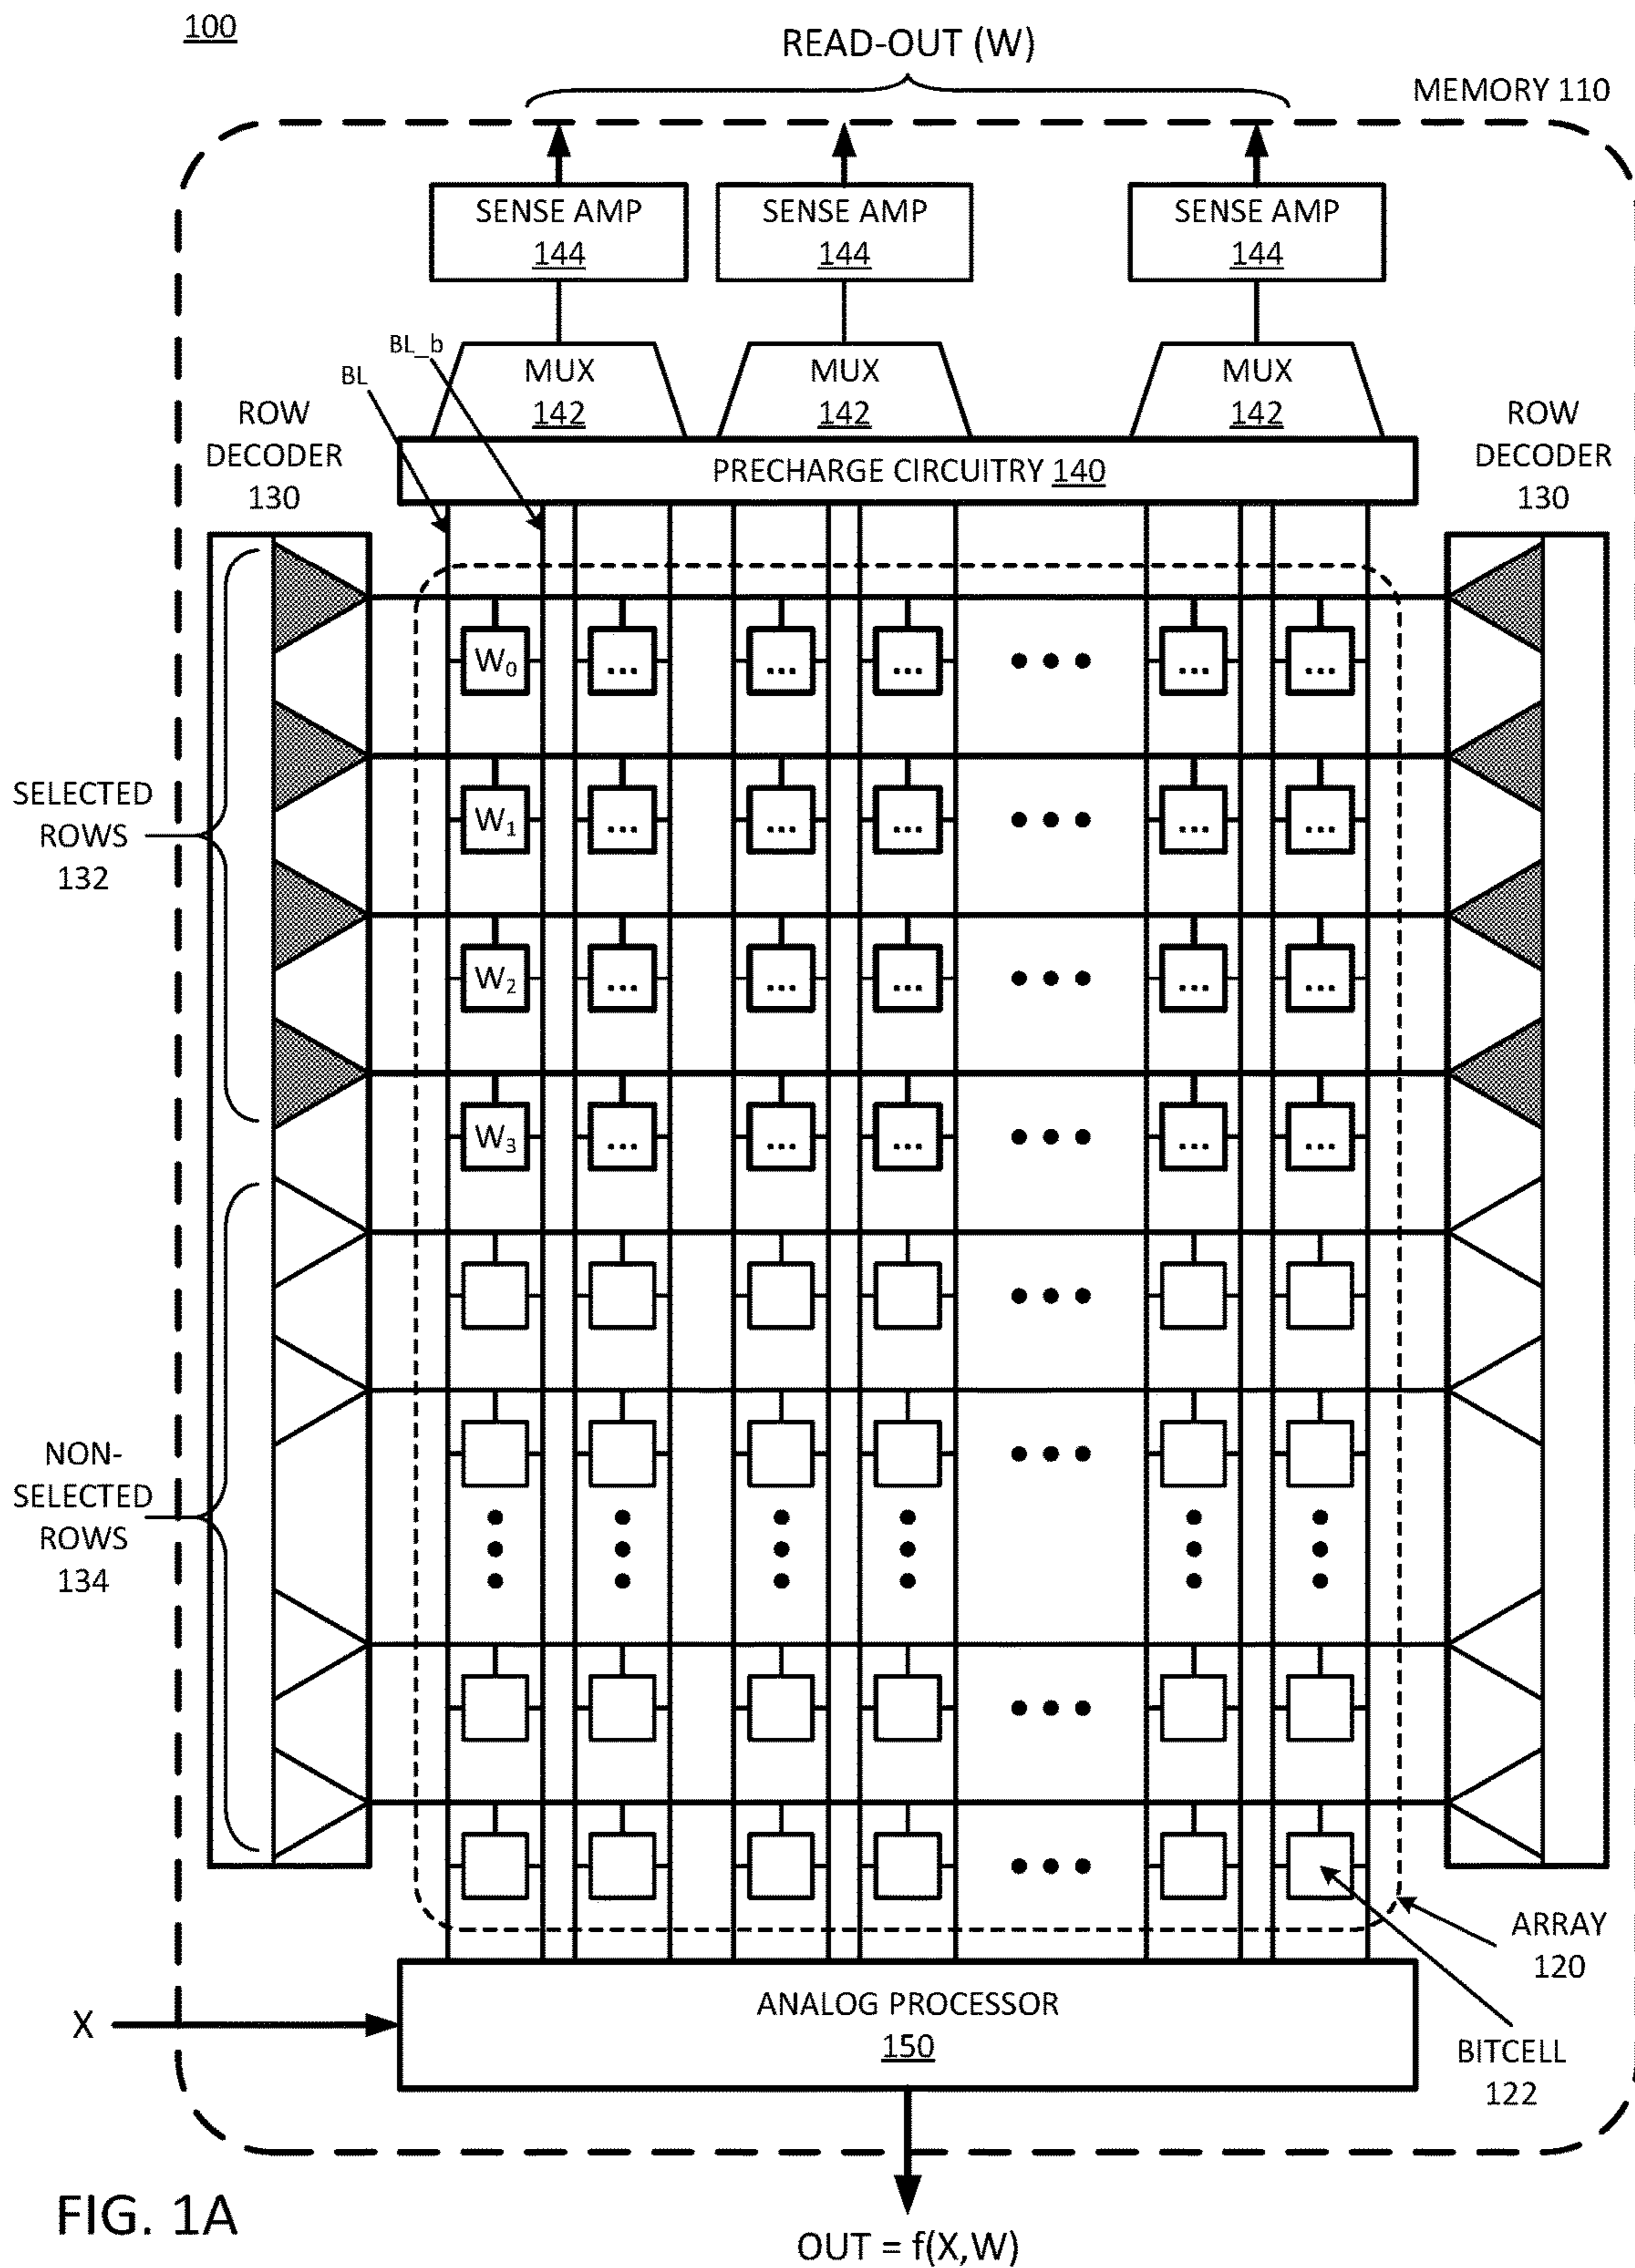 100
READ-OUT (W)
MEMORY 110
SENSE AMP
144
SENSE AMP
144
SENSE AMP
144
BL
BL_b
MUX
142
MUX
142
MUX
142
ROW
DECODER
130
ROW
DECODER
130
PRECHARGE CIRCUITRY 140
W0 ... ... ... ... ...
W1 ... ... ... ... ...
SELECTED
ROWS
132
W2 ... ... ... ... ...
W3 ... ... ... ... ...
NON-
SELECTED
ROWS
134
ARRAY
120
X
ANALOG PROCESSOR
150
BITCELL
122
FIG. 1A
OUT = f(X,W)